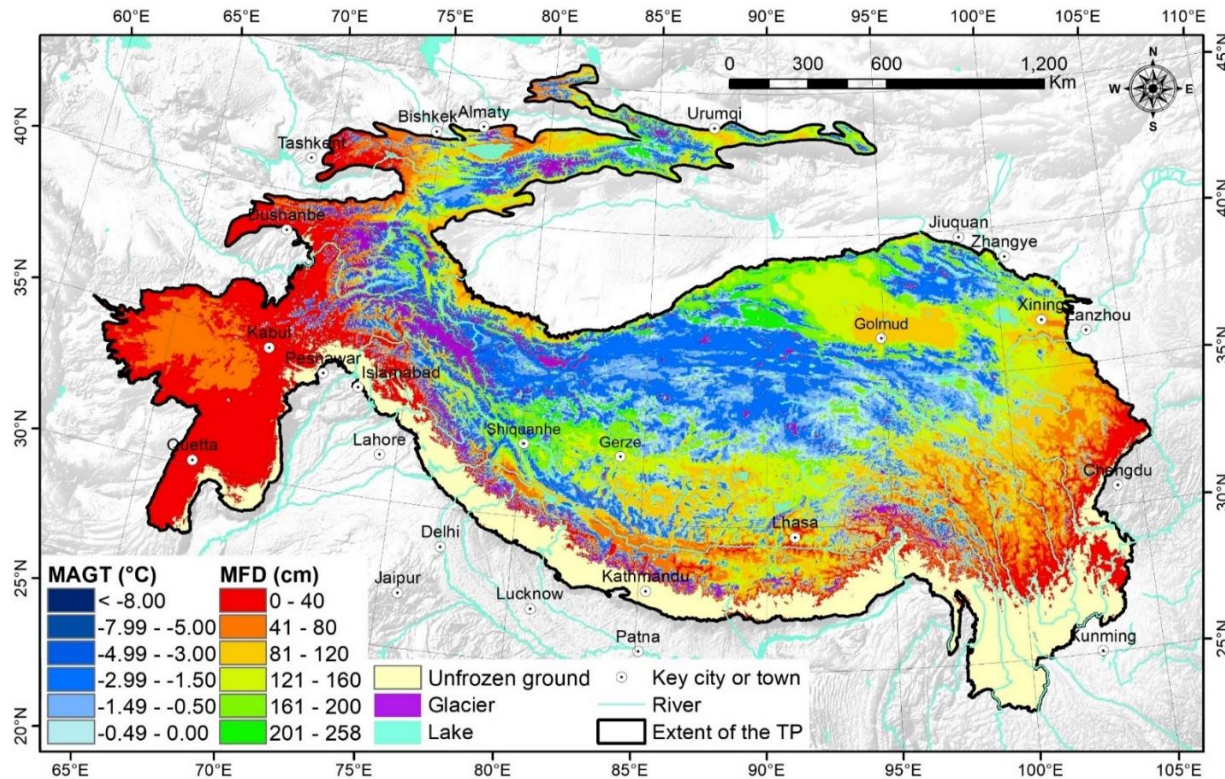 60°E 65°E 70°E 75°E 80°E 85°E 90°E 95°E 100°E 105°E 110°E
45°N
45°N
0 300 600 1,200
Km
N
W E
S
Urumqi
Bishkek Almaty
40°N
Tashkent
40°N
Dushanbe
Jiuquan
Zhangye
35°N
Xining
Lanzhou
Golmud
Kabul
35°N
Peshawar
Islamabad
30°N
Shiquanhe
Gerze
Lahore
Quetta
Chengdu
30°N
Lhasa
Delhi
Kathmandu
Jaipur
Lucknow
25°N
Patna
Kunming
25°N
MAGT (°C) MFD (cm)
< -8.00 0 - 40
-7.99 - -5.00 41 - 80
-4.99 - -3.00 81 - 120
-2.99 - -1.50 121 - 160
-1.49 - -0.50 161 - 200
-0.49 - 0.00 201 - 258
Unfrozen ground
Glacier
Lake
Key city or town
River
Extent of the TP
20°N
20°N
65°E 70°E 75°E 80°E 85°E 90°E 95°E 100°E 105°E